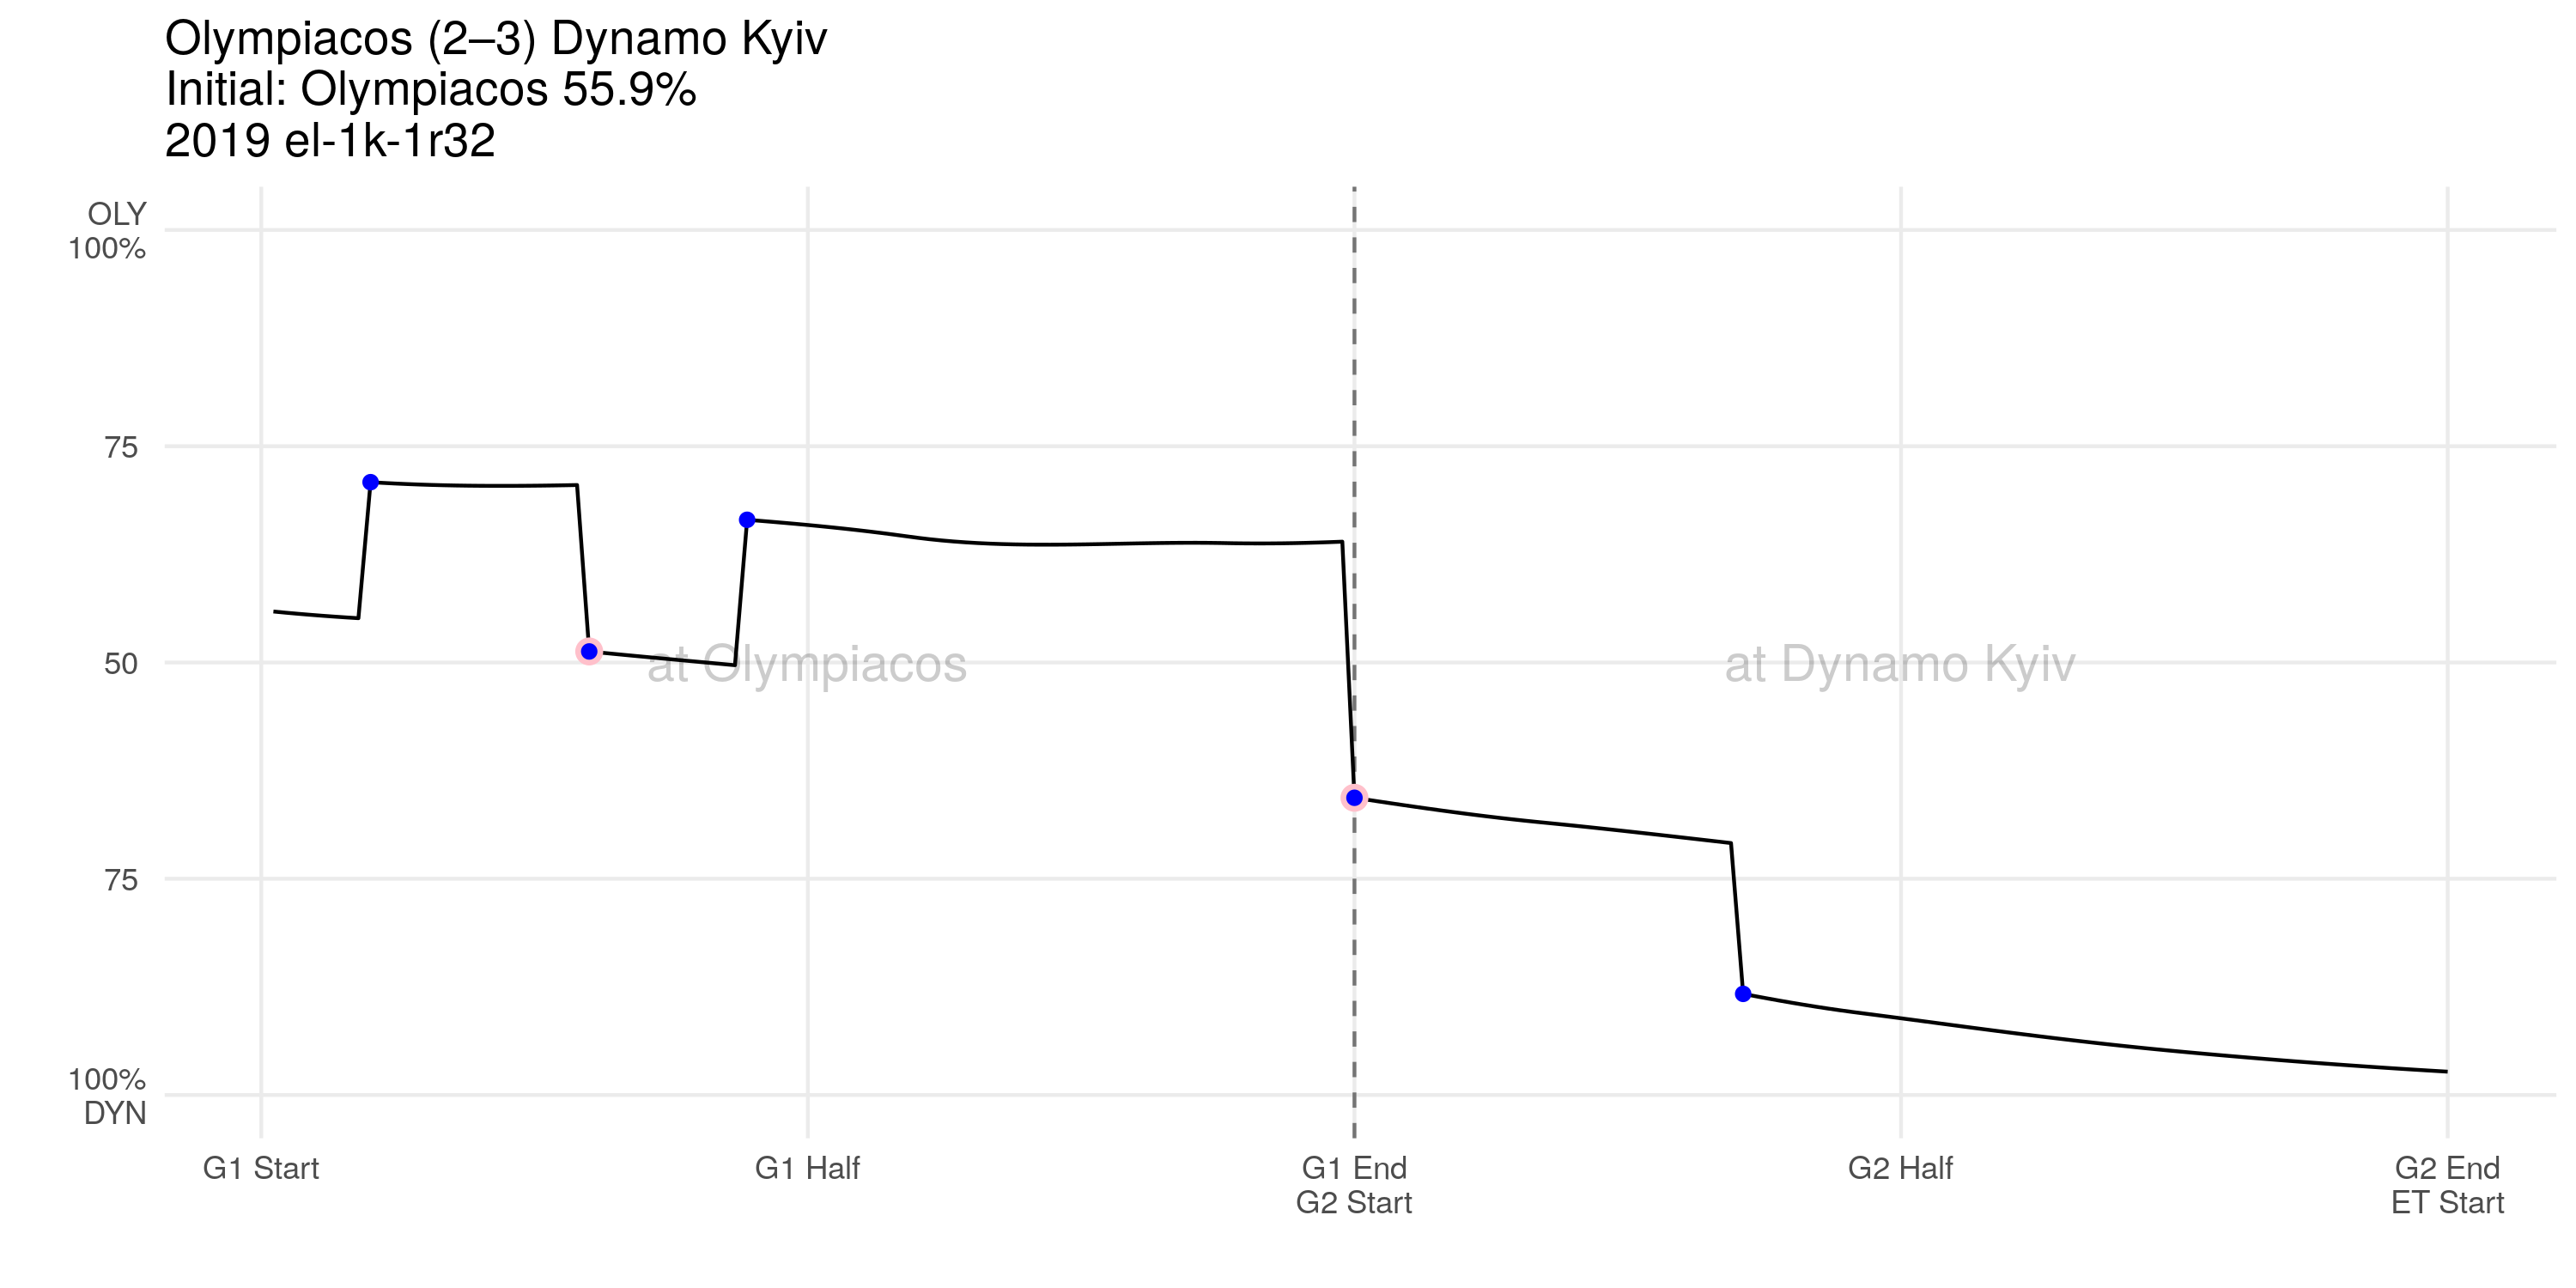 Olympiacos (2–3) Dynamo Kyiv
Initial: Olympiacos 55.9%
2019 el-1k-1r32
OLY
100%
75
50
75
100%
DYN
at Olympiacos
at Dynamo Kyiv
G1 Start
G1 Half
G1 End
G2 Start
G2 Half
G2 End
ET Start